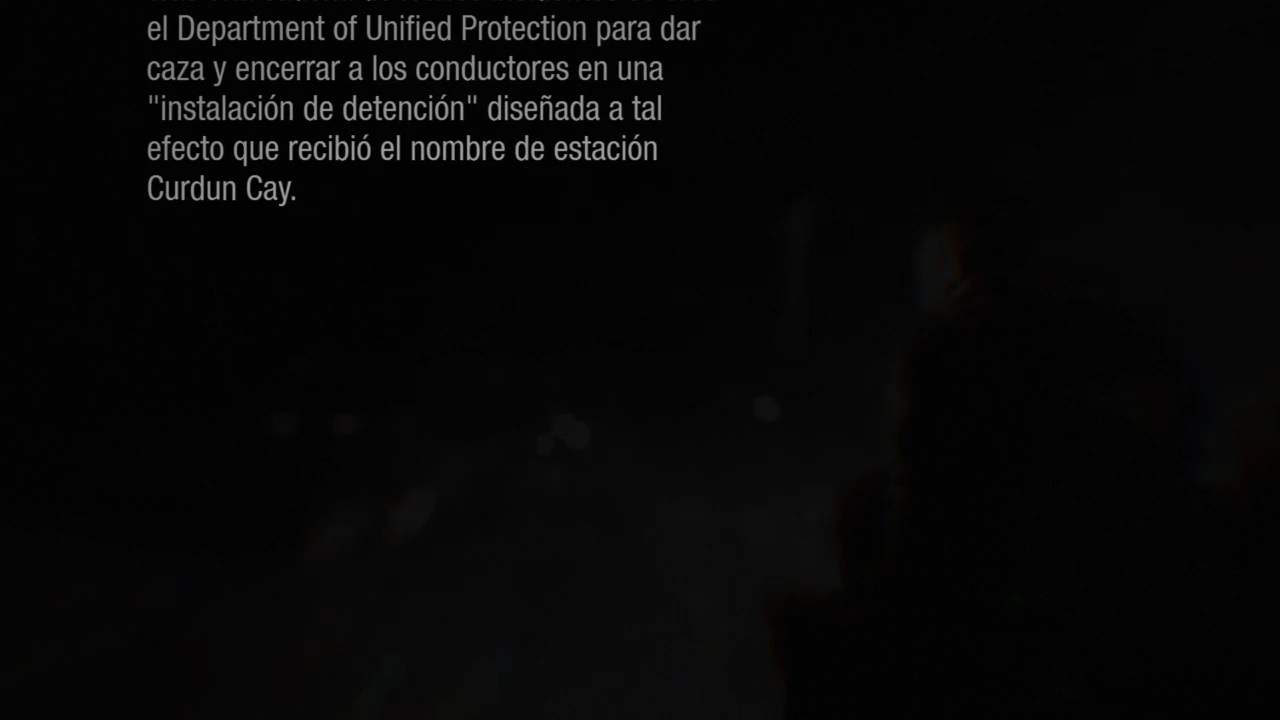 el Department of Unified Protection para dar
caza y encerrar a los conductores en una
"instalación de detención" diseñada a tal
efecto que recibió el nombre de estación
Curdun Cay.